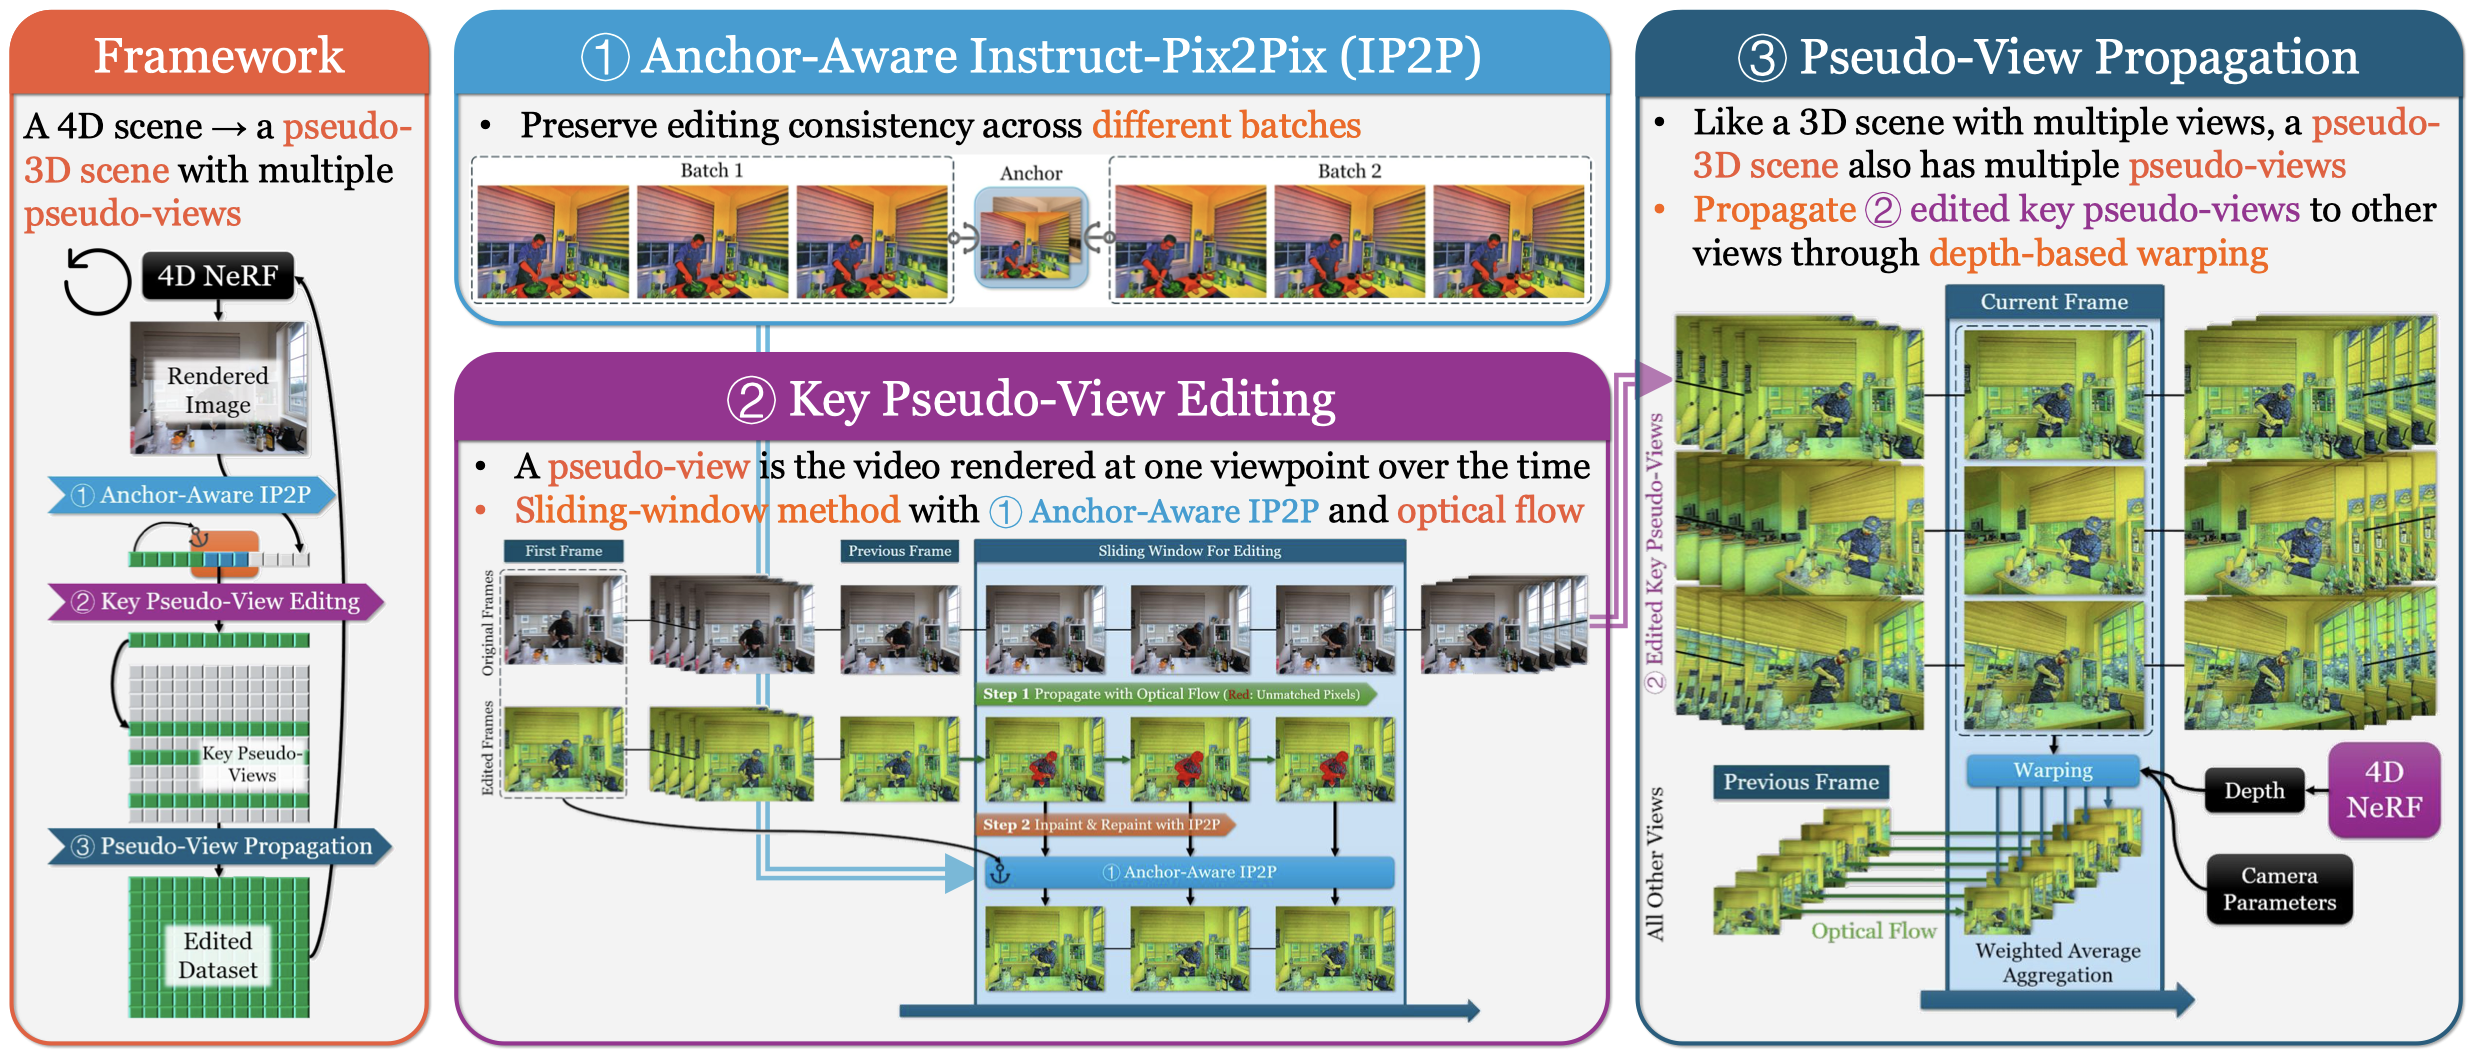 Framework
A 4D scene → a pseudo-
3D scene with multiple
pseudo-views
4D NeRF
Rendered
Image
① Anchor-Aware IP2P
② Key Pseudo-View Editng
Key Pseudo-
Views
③ Pseudo-View Propagation
Edited
Dataset
① Anchor-Aware Instruct-Pix2Pix (IP2P)
• Preserve editing consistency across different batches
Batch 1
Anchor
Batch 2
② Key Pseudo-View Editing
• A pseudo-view is the video rendered at one viewpoint over the time
• Sliding-window method with ① Anchor-Aware IP2P and optical flow
First Frame
Previous Frame
Sliding Window For Editing
Original Frames
Step 1 Propagate with Optical Flow (Red: Unmatched Pixels)
Edited Frames
Step 2 Inpaint & Repaint with IP2P
① Anchor-Aware IP2P
③ Pseudo-View Propagation
• Like a 3D scene with multiple views, a pseudo-
3D scene also has multiple pseudo-views
• Propagate ② edited key pseudo-views to other
views through depth-based warping
Current Frame
② Edited Key Pseudo-Views
Warping
Previous Frame
Depth
4D
NeRF
Camera
Parameters
All Other Views
Optical Flow
Weighted Average
Aggregation